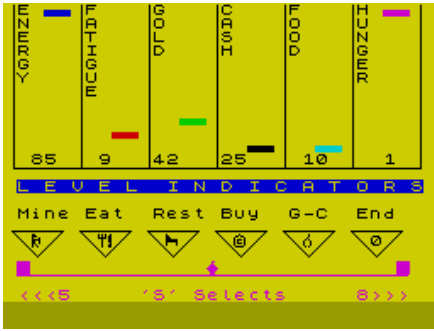 ENERGY FATIGUE GOLD CASH FOOD HUNGER
85 9 42 25 10 1
LEVEL INDICATORS
Mine Eat Rest Buy G-C End
<<<5 'S' Selects 8>>>